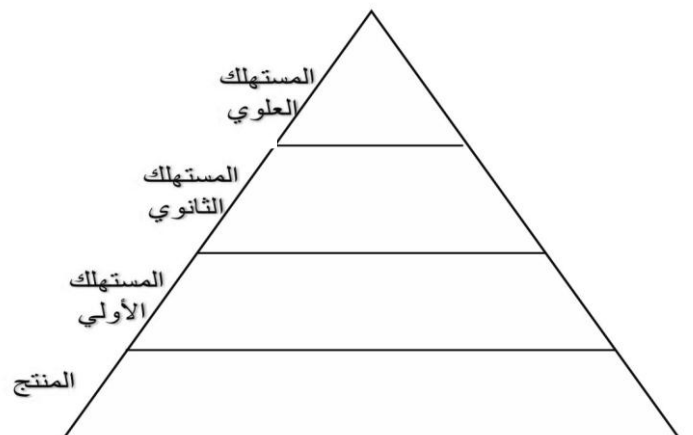 المستهلك
العلوي
المستهلك
الثانوي
المستهلك
الأولي
المنتج